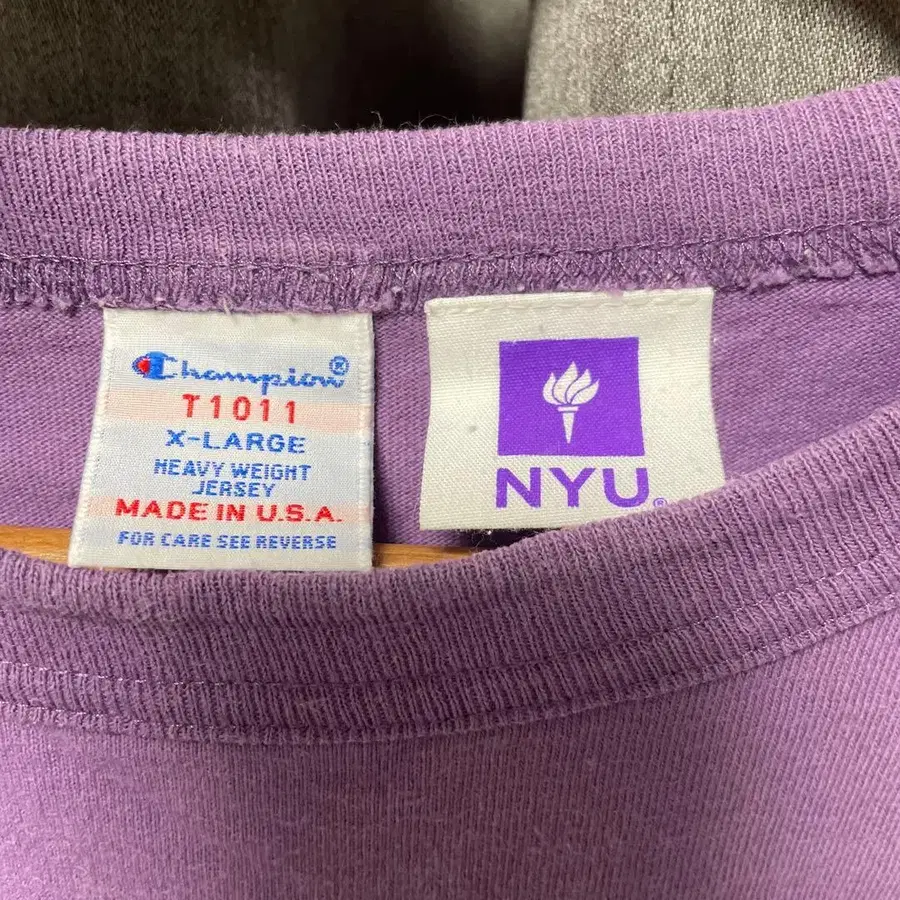 Champion®
T1011
X-LARGE
HEAVY WEIGHT
JERSEY
MADE IN U.S.A.
FOR CARE SEE REVERSE
NYU®